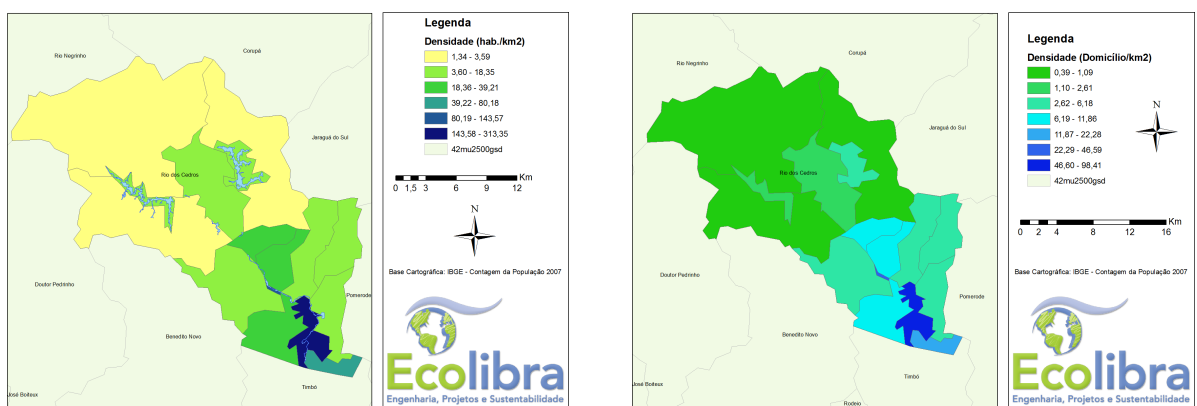 Rio Negrinho
Corupá
Jaraguá do Sul
Rio dos Cedros
Doutor Pedrinho
Pomerode
Benedito Novo
Timbó
José Boiteux
Legenda
Densidade (hab./km2)
1,34 - 3,59
3,60 - 18,35
18,36 - 39,21
39,22 - 80,18
80,19 - 143,57
143,58 - 313,35
42mu2500gsd
Km
0 1,5 3 6 9 12
N
Base Cartográfica: IBGE - Contagem da População 2007
Ecolibra
Engenharia, Projetos e Sustentabilidade
Rio Negrinho
Corupá
Jaraguá do Sul
Rio dos Cedros
Doutor Pedrinho
Pomerode
Benedito Novo
Timbó
José Boiteux
Rodeio
Legenda
Densidade (Domicílio/km2)
0,39 - 1,09
1,10 - 2,61
2,62 - 6,18
6,19 - 11,86
11,87 - 22,28
22,29 - 46,59
46,60 - 98,41
42mu2500gsd
N
Km
0 2 4 8 12 16
Base Cartográfica: IBGE - Contagem da População 2007
Ecolibra
Engenharia, Projetos e Sustentabilidade